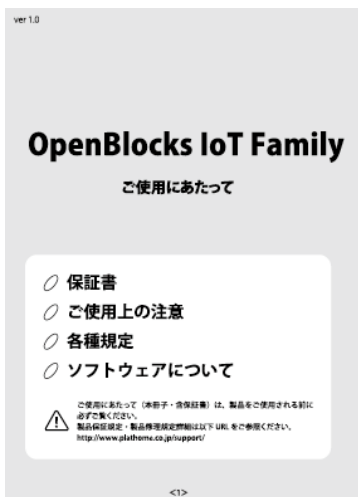 ver 1.0
OpenBlocks IoT Family
ご使用にあたって
保証書
ご使用上の注意
各種規定
ソフトウェアについて
ご使用にあたって（本冊子・含保証書）は、製品をご使用される前に
必ずご覧ください。
製品保証規定・製品修理規定詳細は以下 URL をご参照ください。
http://www.plathome.co.jp/support/
<1>